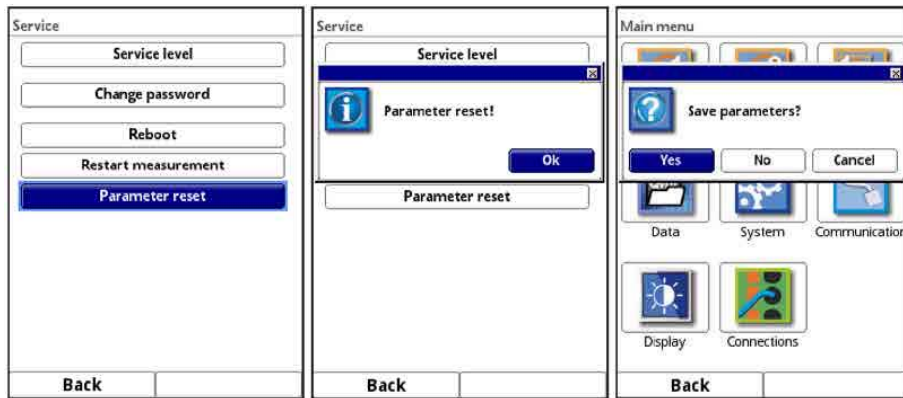 Service
Service level
Change password
Reboot
Restart measurement
Parameter reset
Back
Service
Service level
Parameter reset!
Ok
Parameter reset
Back
Main menu
Save parameters?
Yes No Cancel
Data System Communication
Display Connections
Back